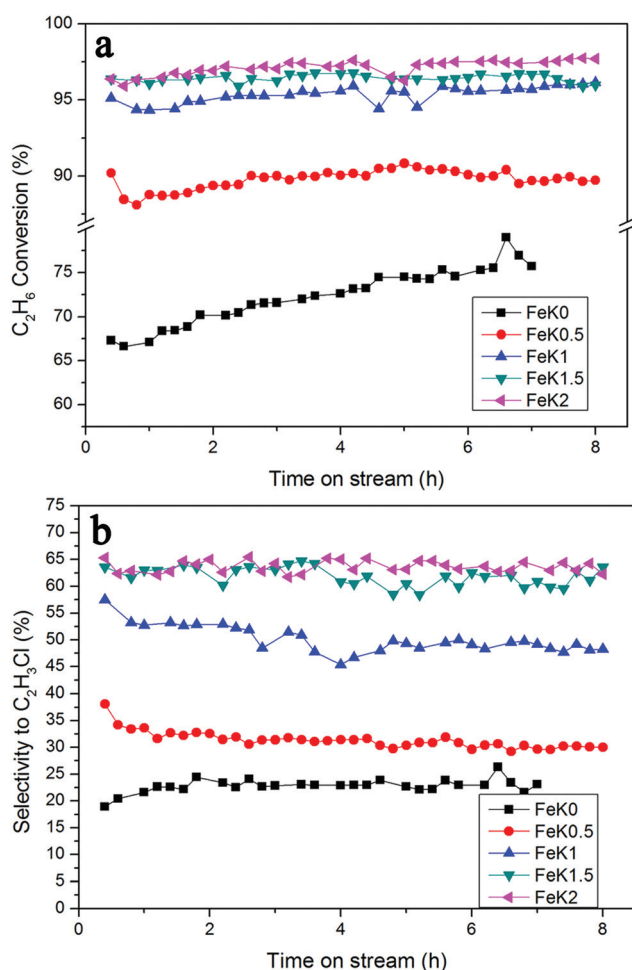 a
100
95
90
75
70
65
60
C₂H₆ Conversion (%)
FeK0
FeK0.5
FeK1
FeK1.5
FeK2
0 2 4 6 8
Time on stream (h)
b
75
70
65
60
55
50
45
40
35
30
25
20
15
10
5
0
Selectivity to C₂H₃Cl (%)
FeK0
FeK0.5
FeK1
FeK1.5
FeK2
0 2 4 6 8
Time on stream (h)